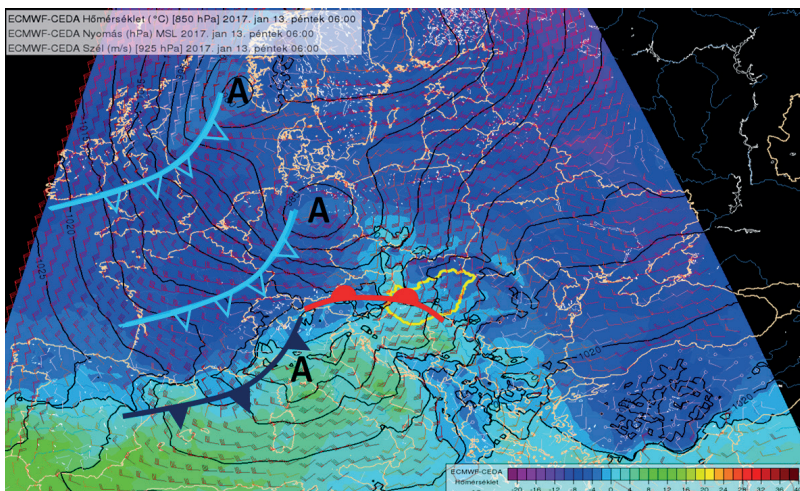 ECMWF-CEDA Hőmérséklet (°C) [850 hPa] 2017. jan 13. péntek 06:00
ECMWF-CEDA Nyomás (hPa) MSL 2017. jan 13. péntek 06:00
ECMWF-CEDA Szél (m/s) [925 hPa] 2017. jan 13. péntek 06:00
A
1015
A
1020
1025
A
1020
1020
ECMWF-CEDA
Hőmérséklet
-20 -16 -12 -8 -4 0 4 8 12 16 20 24 28 32 36